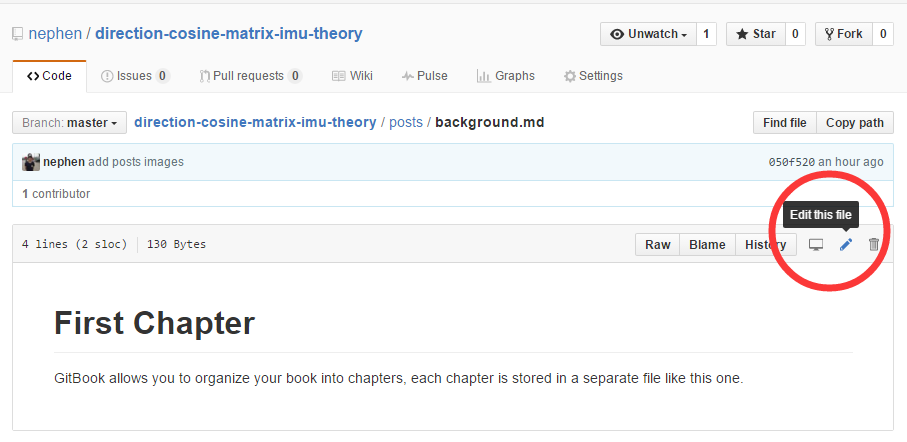 nephen / direction-cosine-matrix-imu-theory
Unwatch 1 Star 0 Fork 0
Code Issues 0 Pull requests 0 Wiki Pulse Graphs Settings
Branch: master direction-cosine-matrix-imu-theory / posts / background.md Find file Copy path
nephen add posts images 050f520 an hour ago
1 contributor
Edit this file
4 lines (2 sloc) 130 Bytes Raw Blame History
First Chapter
GitBook allows you to organize your book into chapters, each chapter is stored in a separate file like this one.